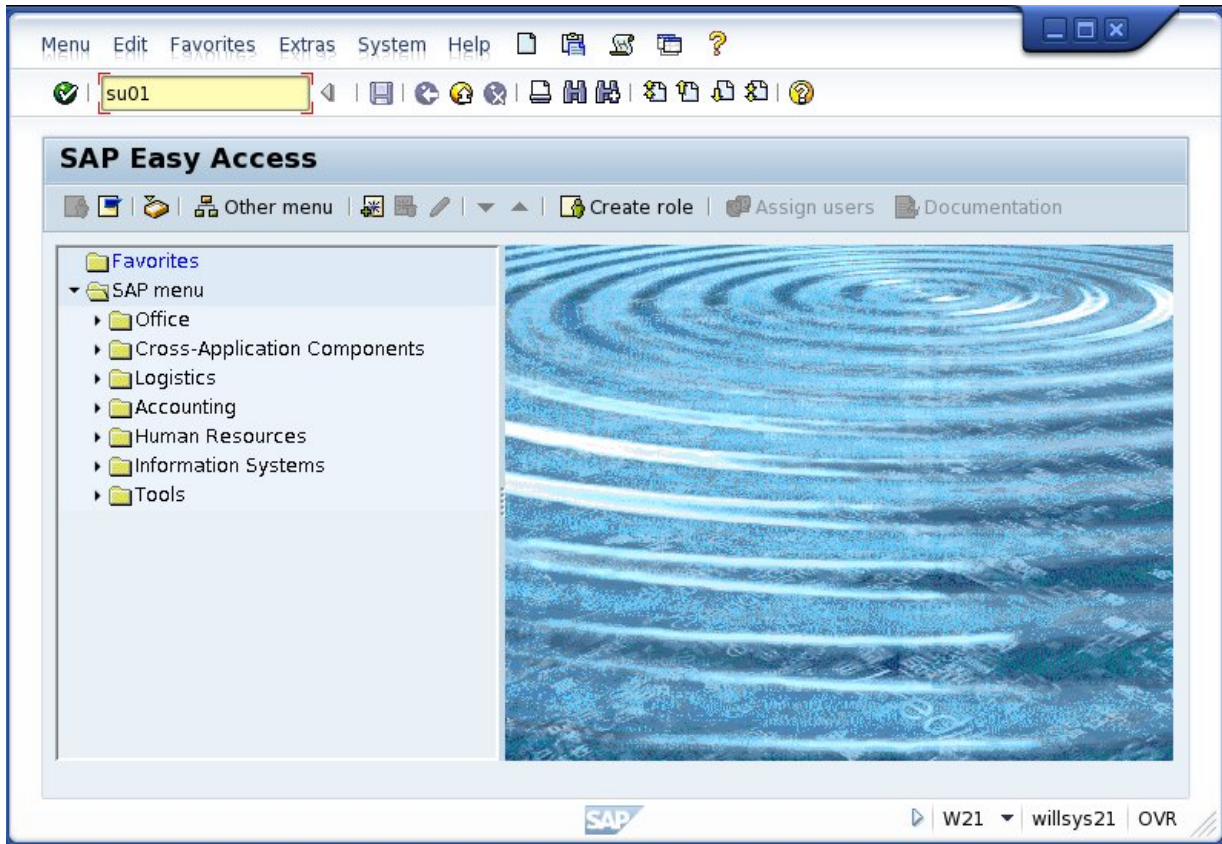 Menu Edit Favorites Extras System Help
su01
SAP Easy Access
Other menu Create role Assign users Documentation
Favorites
SAP menu
Office
Cross-Application Components
Logistics
Accounting
Human Resources
Information Systems
Tools
SAP W21 willsys21 OVR